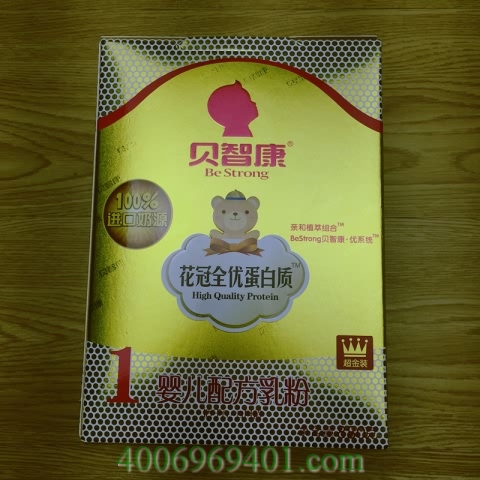 贝智康®
Be Strong
100%
进口奶源
亲和植萃组合™
BeStrong贝智康·优系统™
花冠全优蛋白质™
High Quality Protein
超金装
1
婴儿配方乳粉
4006969401.com